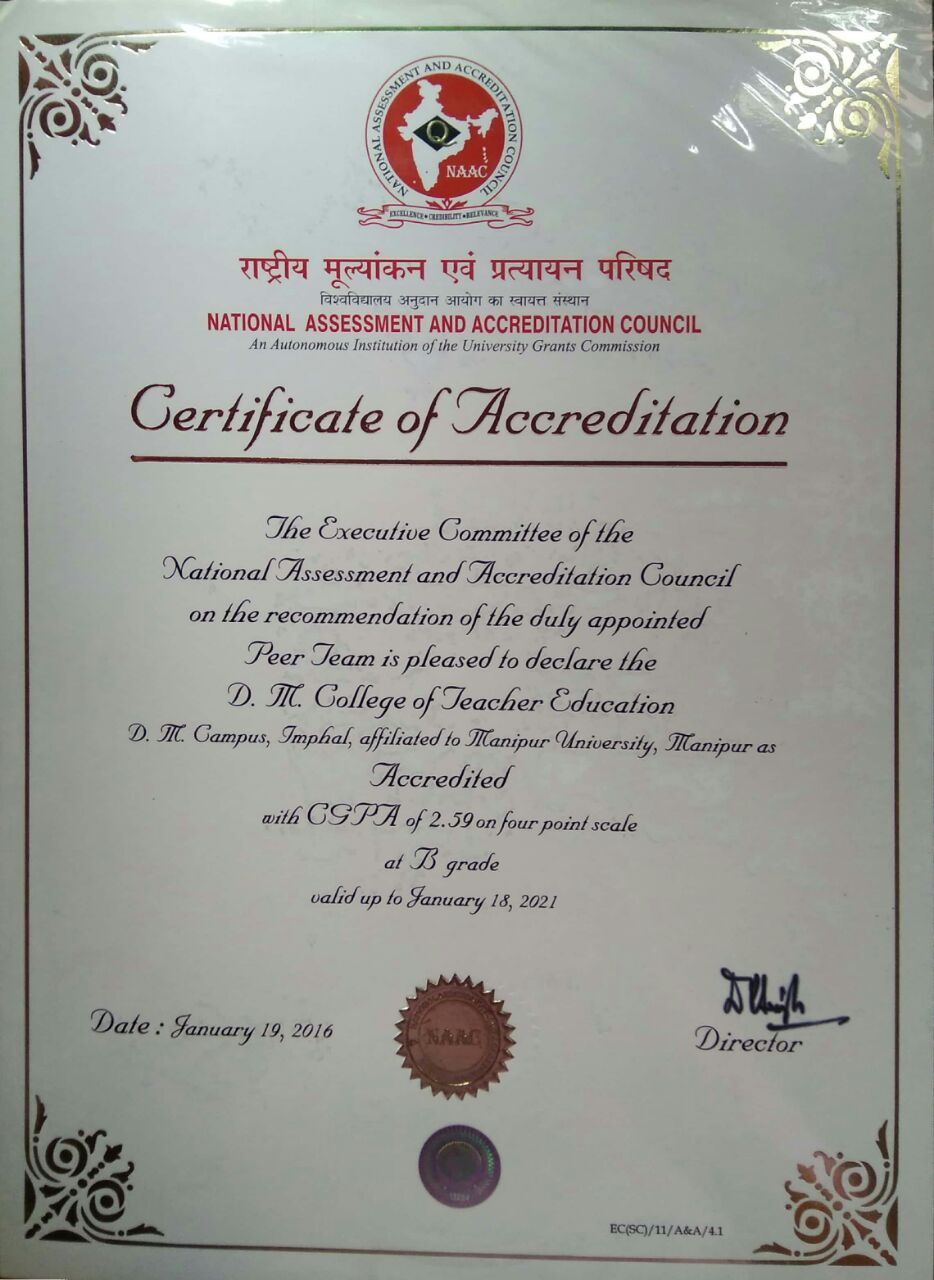 NATIONAL ASSESSMENT AND ACCREDITATION COUNCIL
Q
NAAC
EXCELLENCE • CREDIBILITY • RELEVANCE
राष्ट्रीय मूल्यांकन एवं प्रत्यायन परिषद
विश्वविद्यालय अनुदान आयोग का स्वायत्त संस्थान
NATIONAL ASSESSMENT AND ACCREDITATION COUNCIL
An Autonomous Institution of the University Grants Commission
Certificate of Accreditation
The Executive Committee of the
National Assessment and Accreditation Council
on the recommendation of the duly appointed
Peer Team is pleased to declare the
D. M. College of Teacher Education
D. M. Campus, Imphal, affiliated to Manipur University, Manipur as
Accredited
with CGPA of 2.59 on four point scale
at B grade
valid up to January 18, 2021
Date : January 19, 2016
NAAC
Director
EC(SC)/11/A&A/4.1